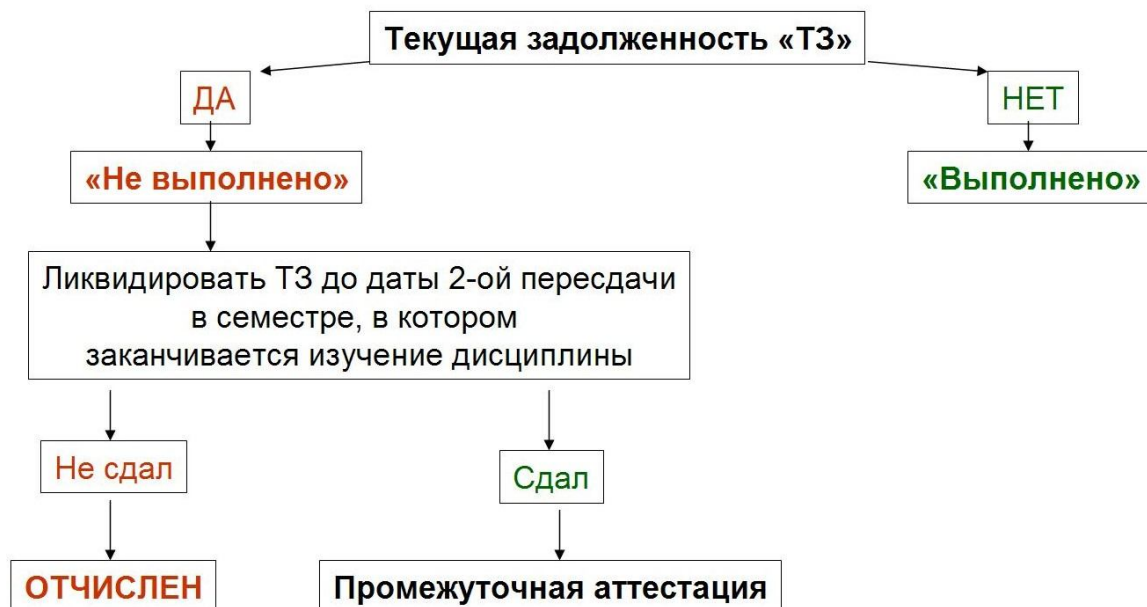 Текущая задолженность «ТЗ»
ДА
НЕТ
«Не выполнено»
«Выполнено»
Ликвидировать ТЗ до даты 2-ой пересдачи
в семестре, в котором
заканчивается изучение дисциплины
Не сдал
Сдал
ОТЧИСЛЕН
Промежуточная аттестация